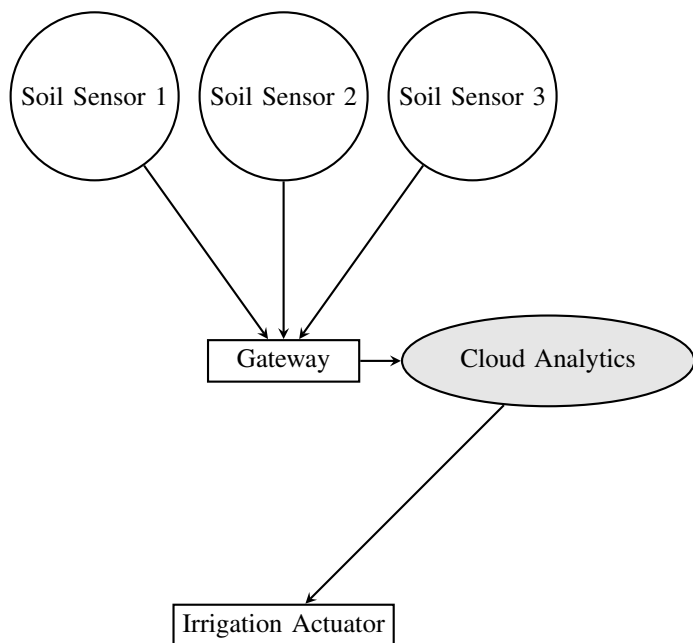 Soil Sensor 1
Soil Sensor 2
Soil Sensor 3
Gateway
Cloud Analytics
Irrigation Actuator